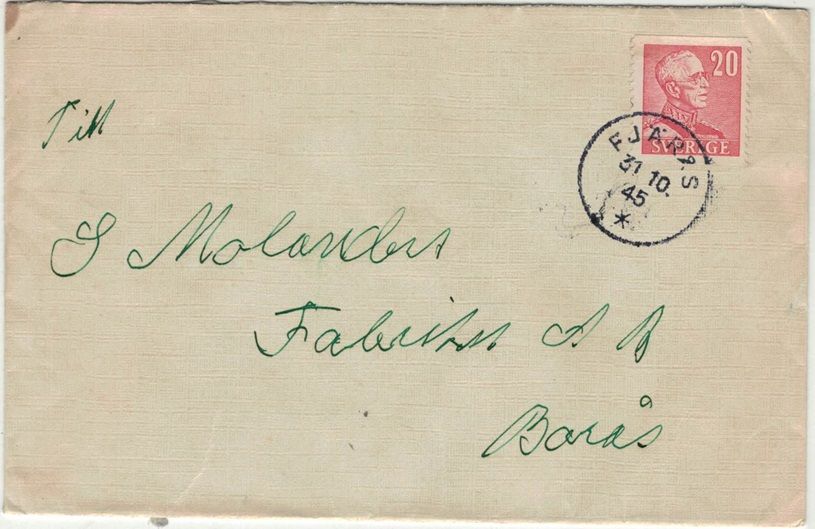 20
SVERIGE
FJÄRÅS
31 10.
45
*
Till
S Molanders
Fabriks A B
Borås